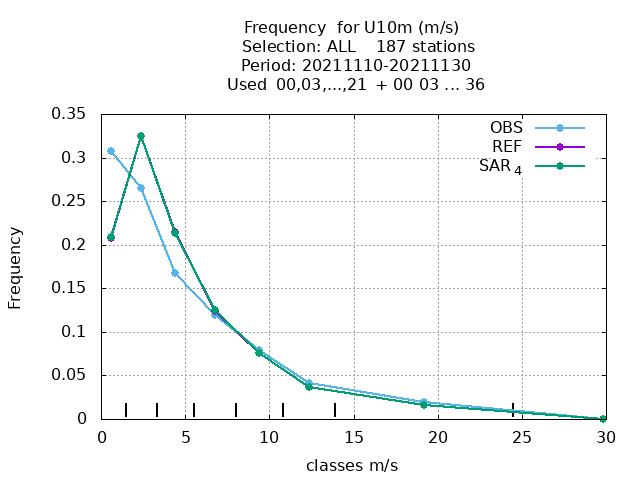 Frequency  for U10m (m/s)
Selection: ALL    187 stations
Period: 20211110-20211130
Used  00,03,...,21  + 00 03 ... 36
OBS
REF
SAR 4
0.35
0.3
0.25
0.2
0.15
0.1
0.05
0
Frequency
0 5 10 15 20 25 30
classes m/s